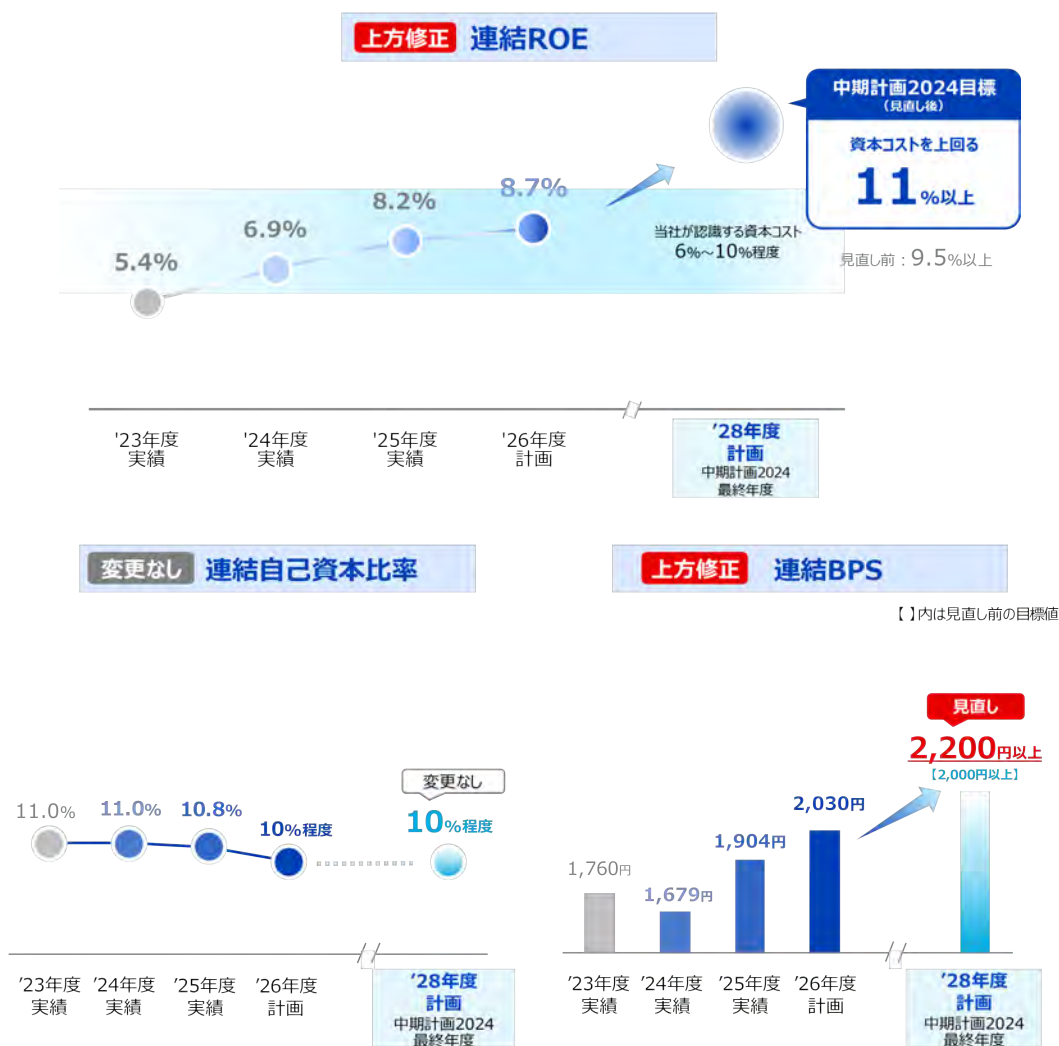 上方修正 連結ROE
中期計画2024目標
(見直し後)
資本コストを上回る
11%以上
見直し前：9.5%以上
5.4%
6.9%
8.2%
8.7%
当社が認識する資本コスト
6%～10%程度
'23年度
実績
'24年度
実績
'25年度
実績
'26年度
計画
'28年度
計画
中期計画2024
最終年度
変更なし 連結自己資本比率
11.0%
11.0%
10.8%
10%程度
変更なし
10%程度
'23年度
実績
'24年度
実績
'25年度
実績
'26年度
計画
'28年度
計画
中期計画2024
最終年度
上方修正 連結BPS
【 】内は見直し前の目標値
1,760円
1,679円
1,904円
2,030円
見直し
2,200円以上
【2,000円以上】
'23年度
実績
'24年度
実績
'25年度
実績
'26年度
計画
'28年度
計画
中期計画2024
最終年度